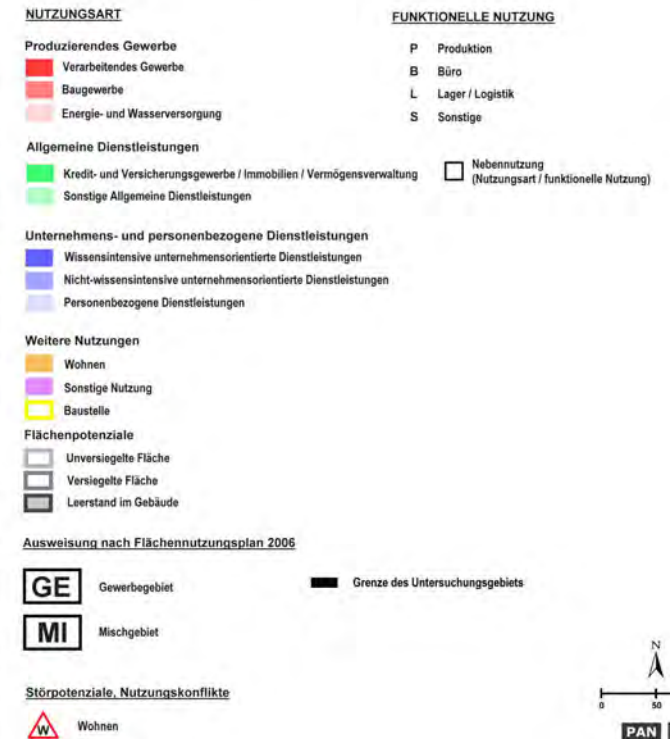 NUTZUNGSART
Produzierendes Gewerbe
Verarbeitendes Gewerbe
Baugewerbe
Energie- und Wasserversorgung
Allgemeine Dienstleistungen
Kredit- und Versicherungsgewerbe / Immobilien / Vermögensverwaltung
Sonstige Allgemeine Dienstleistungen
Unternehmens- und personenbezogene Dienstleistungen
Wissensintensive unternehmensorientierte Dienstleistungen
Nicht-wissensintensive unternehmensorientierte Dienstleistungen
Personenbezogene Dienstleistungen
Weitere Nutzungen
Wohnen
Sonstige Nutzung
Baustelle
Flächenpotenziale
Unversiegelte Fläche
Versiegelte Fläche
Leerstand im Gebäude
FUNKTIONELLE NUTZUNG
P Produktion
B Büro
L Lager / Logistik
S Sonstige
Nebennutzung
(Nutzungsart / funktionelle Nutzung)
Ausweisung nach Flächennutzungsplan 2006
GE Gewerbegebiet
MI Mischgebiet
Grenze des Untersuchungsgebiets
Störpotenziale, Nutzungskonflikte
W Wohnen
N
0 50
PAN